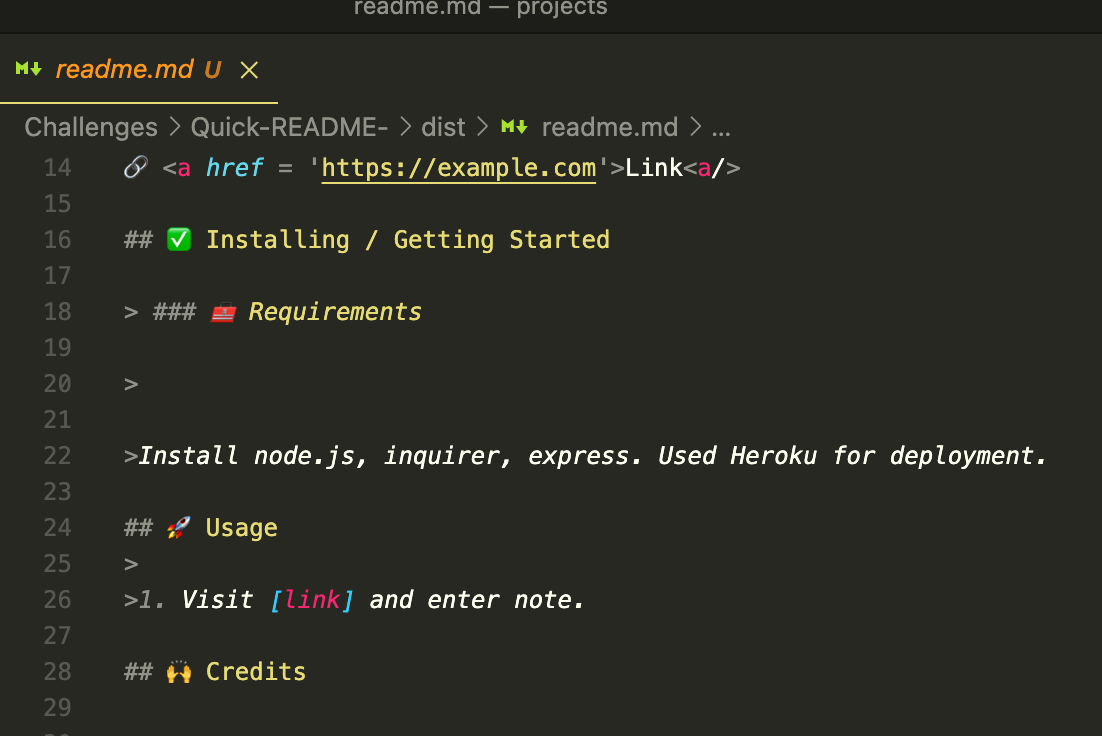 readme.md — projects
readme.md U
Challenges > Quick-README- > dist > readme.md > ...
14 🔗 <a href = 'https://example.com'>Link<a/>
15
16 ## ✅ Installing / Getting Started
17
18 > ### 🧰 Requirements
19
20 >
21
22 >Install node.js, inquirer, express. Used Heroku for deployment.
23
24 ## 🚀 Usage
25 >
26 >1. Visit [link] and enter note.
27
28 ## 🙌 Credits
29